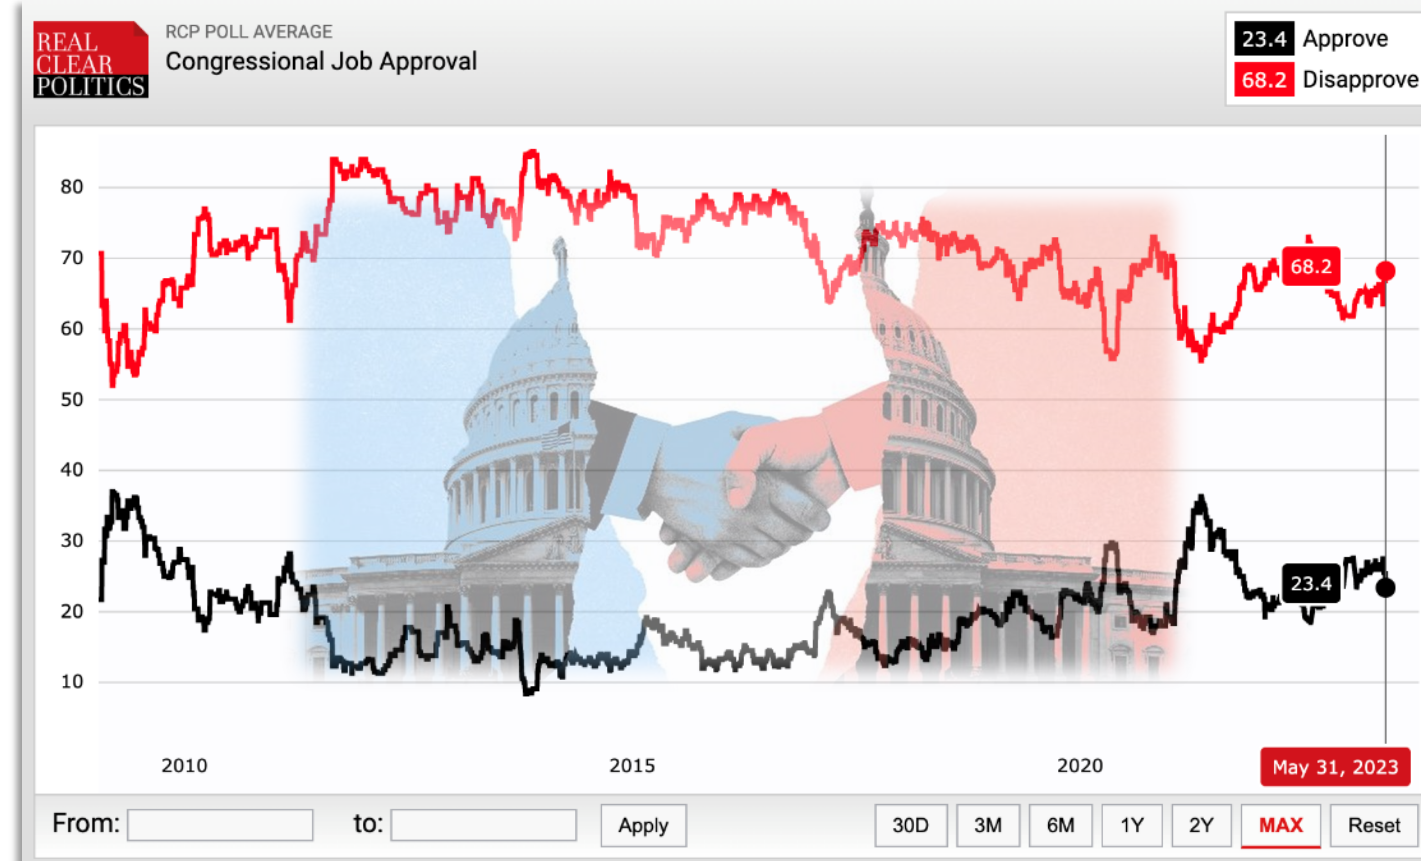 REAL
CLEAR
POLITICS
RCP POLL AVERAGE
Congressional Job Approval
23.4 Approve
68.2 Disapprove
80
70
60
50
40
30
20
10
68.2
23.4
2010 2015 2020 May 31, 2023
From: to: Apply 30D 3M 6M 1Y 2Y MAX Reset